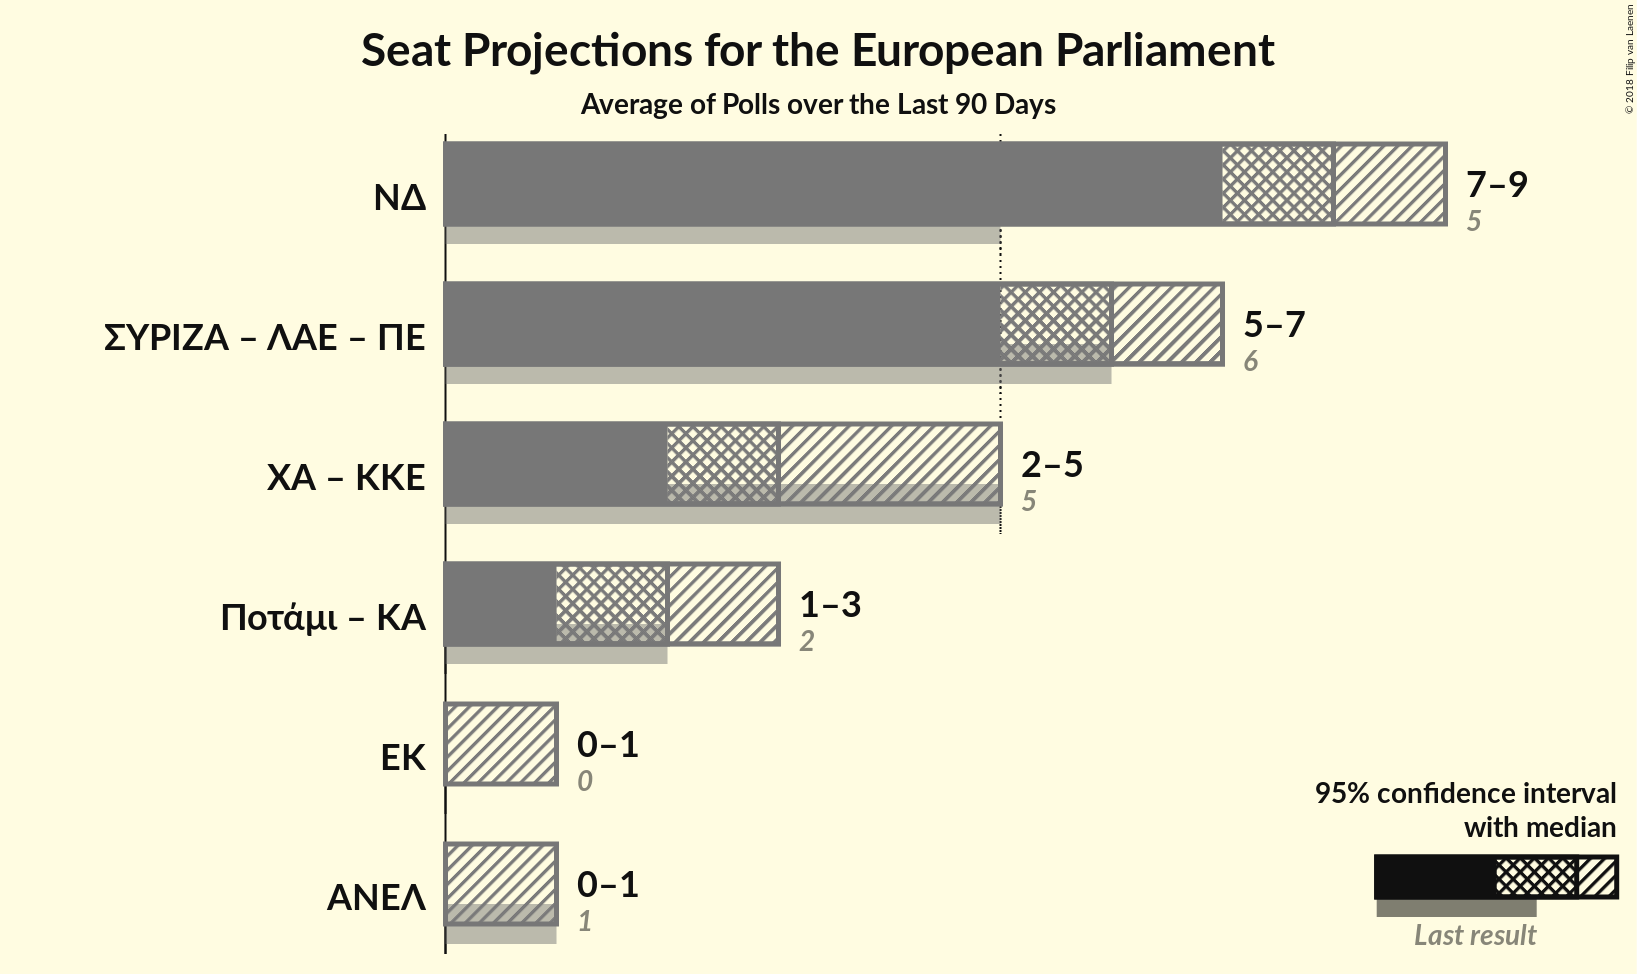 Seat Projections for the European Parliament
Average of Polls over the Last 90 Days
© 2018 Filip van Laenen
ΝΔ
7–9
5
ΣΥΡΙΖΑ – ΛΑΕ – ΠΕ
5–7
6
ΧΑ – ΚΚΕ
2–5
5
Ποτάμι – ΚΑ
1–3
2
ΕΚ
0–1
0
ΑΝΕΛ
0–1
1
95% confidence interval
with median
Last result